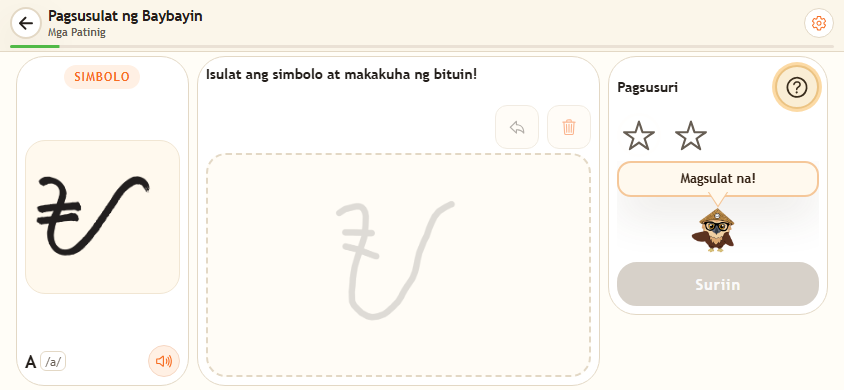 Pagsusulat ng Baybayin
Mga Patinig
SIMBOLO
ᜀ
A /a/
Isulat ang simbolo at makakuha ng bituin!
ᜀ
Pagsusuri
?
Magsulat na!
Suriin